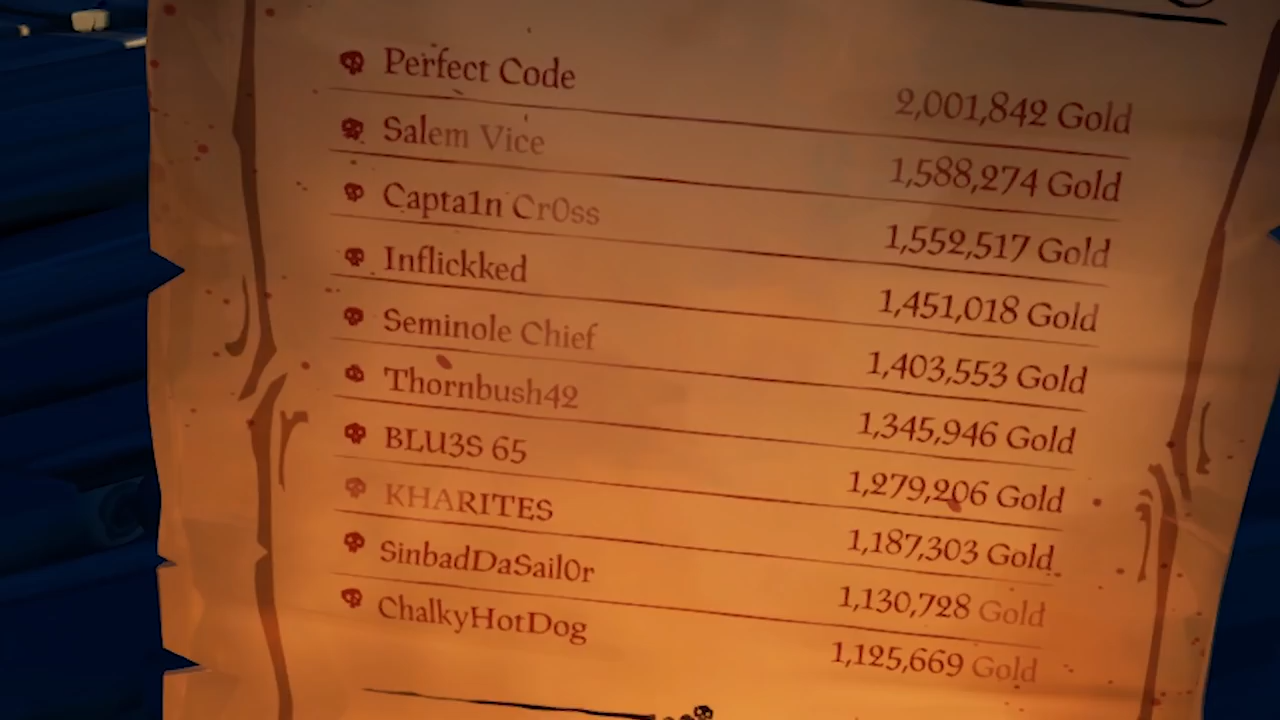 Perfect Code 2,001,842 Gold
Salem Vice 1,588,274 Gold
Capta1n Cr0ss 1,552,517 Gold
Inflickked 1,451,018 Gold
Seminole Chief 1,403,553 Gold
Thornbush42 1,345,946 Gold
BLU3S 65 1,279,206 Gold
KHARITES 1,187,303 Gold
SinbadDaSail0r 1,130,728 Gold
ChalkyHotDog 1,125,669 Gold